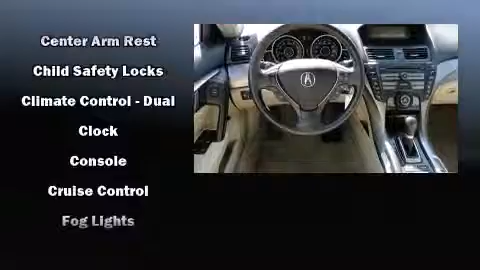 Center Arm Rest
Child Safety Locks
Climate Control - Dual
Clock
Console
Cruise Control
Fog Lights